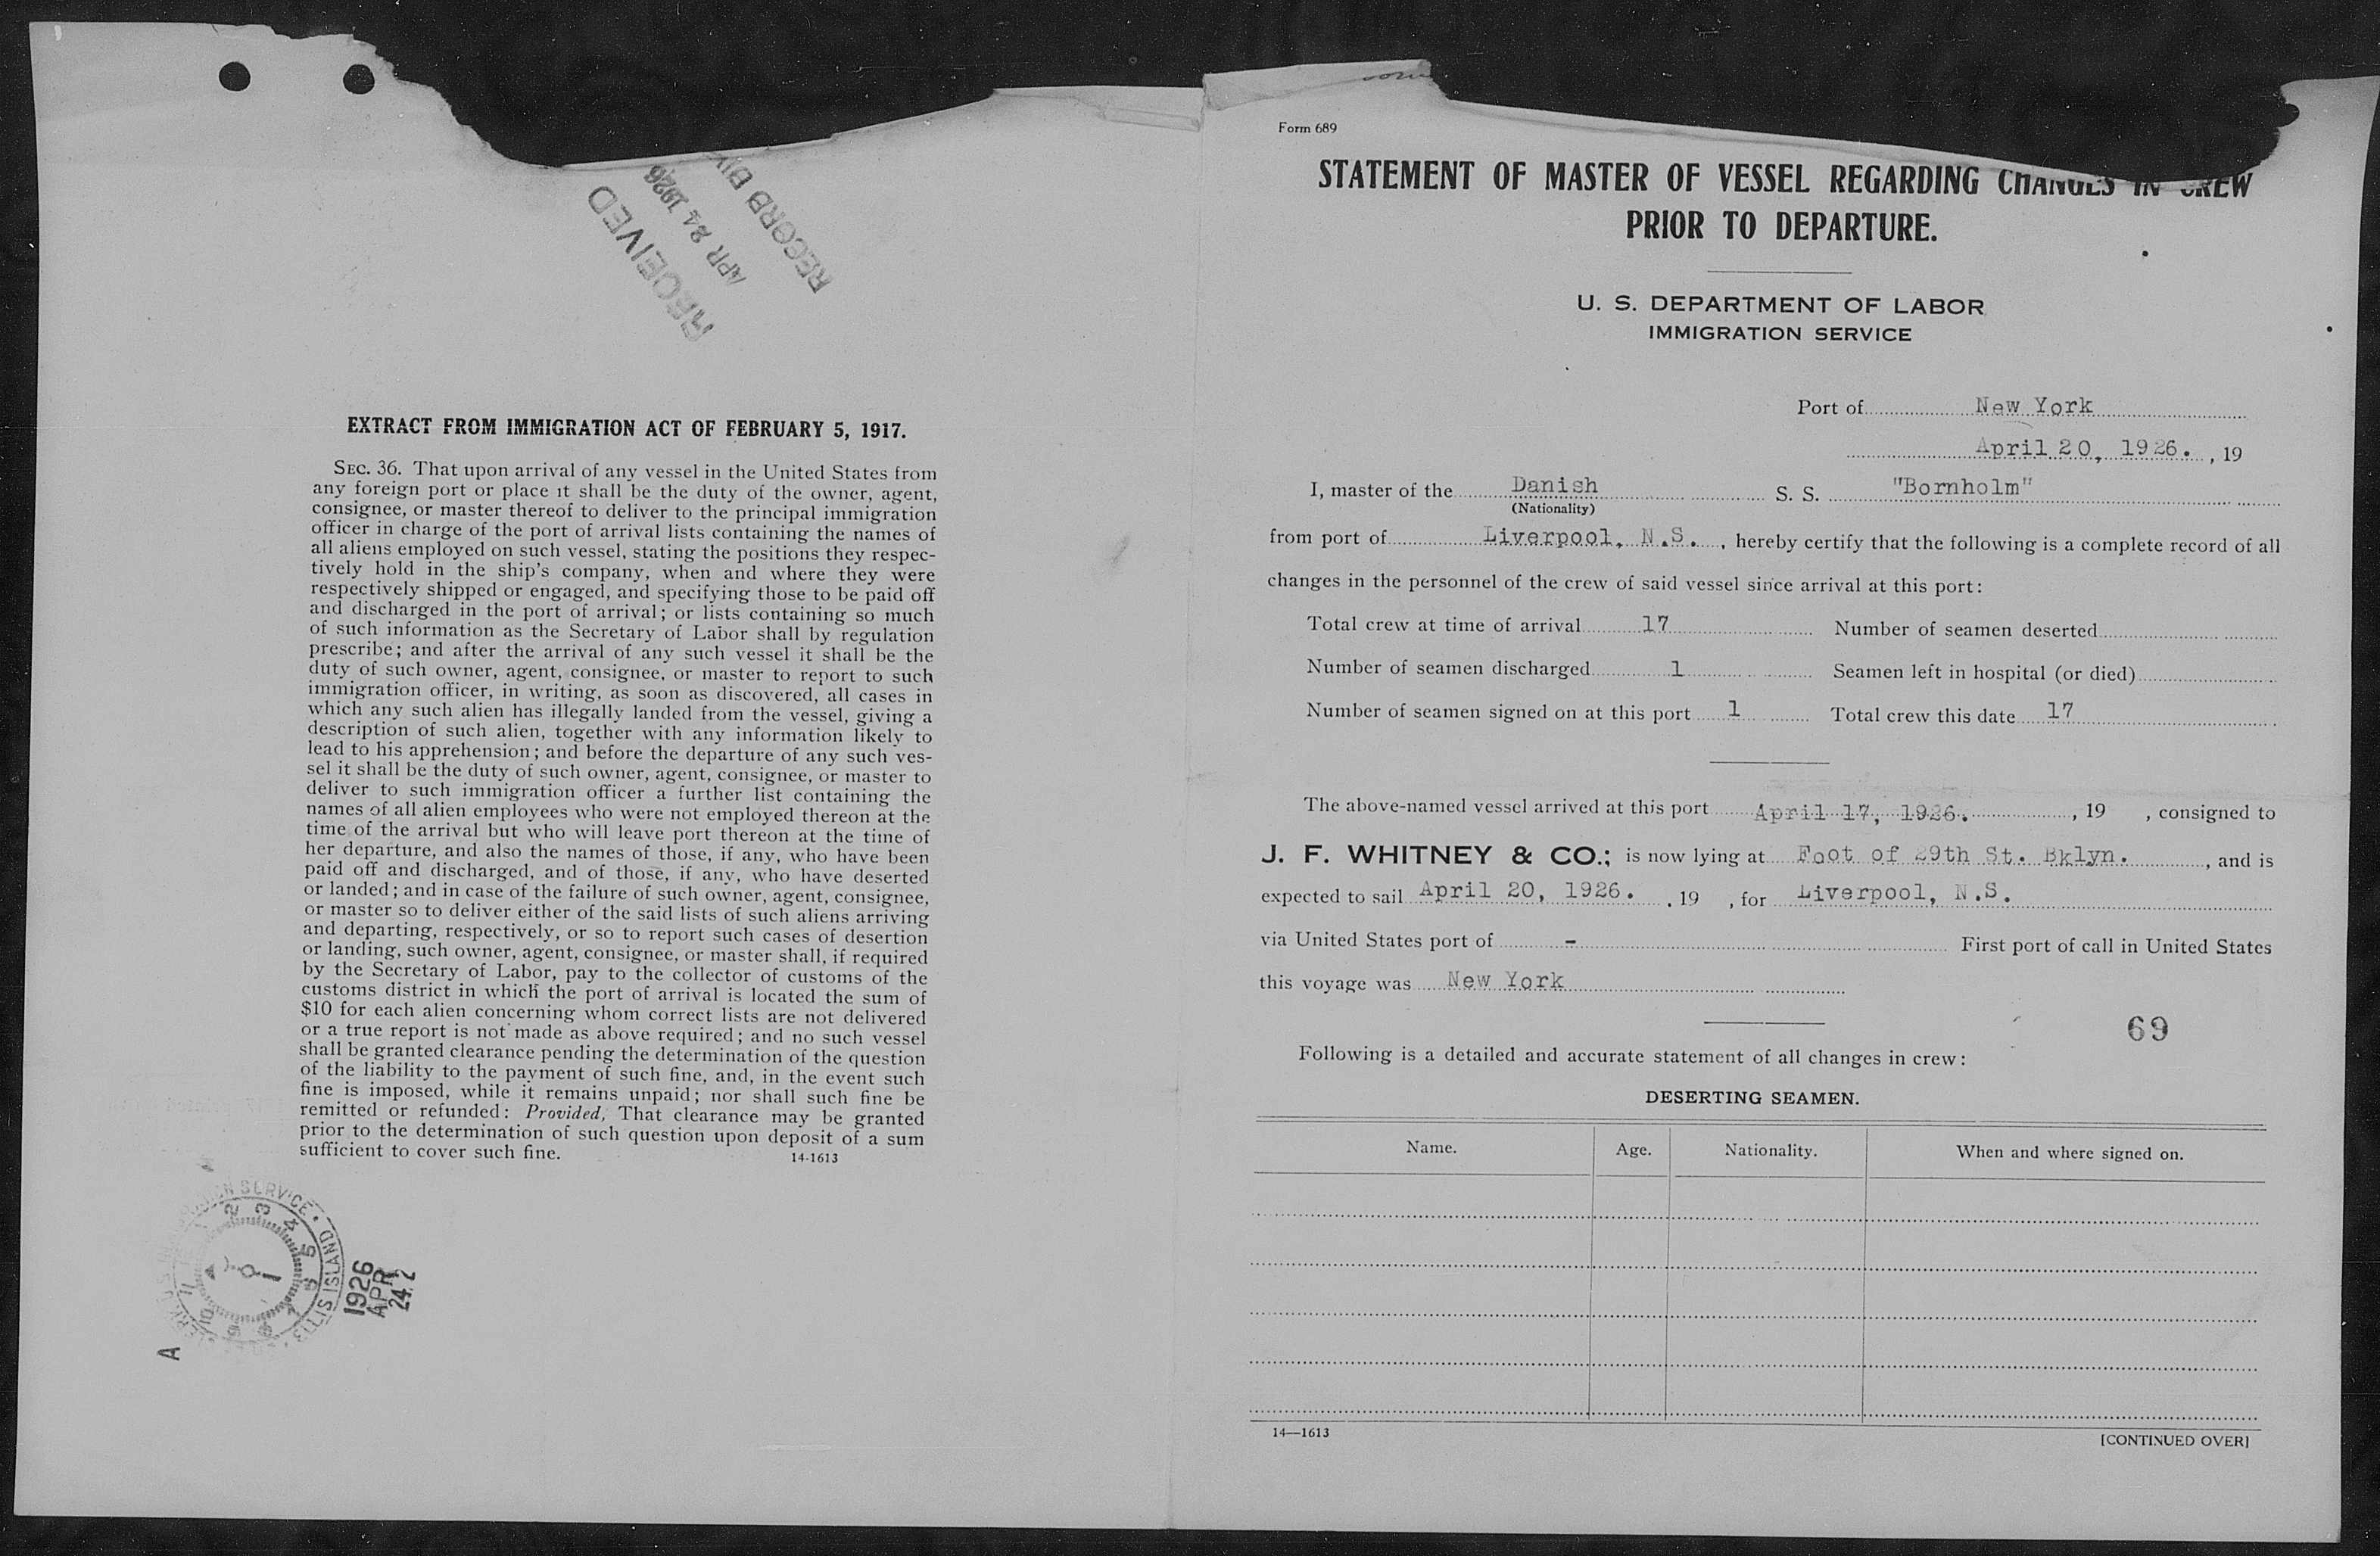 RECEIVED
APR 24 1926
RECORD DIV
EXTRACT FROM IMMIGRATION ACT OF FEBRUARY 5, 1917.
SEC. 36. That upon arrival of any vessel in the United States from
any foreign port or place it shall be the duty of the owner, agent,
consignee, or master thereof to deliver to the principal immigration
officer in charge of the port of arrival lists containing the names of
all aliens employed on such vessel, stating the positions they respec-
tively hold in the ship's company, when and where they were
respectively shipped or engaged, and specifying those to be paid off
and discharged in the port of arrival; or lists containing so much
of such information as the Secretary of Labor shall by regulation
prescribe; and after the arrival of any such vessel it shall be the
duty of such owner, agent, consignee, or master to report to such
immigration officer, in writing, as soon as discovered, all cases in
which any such alien has illegally landed from the vessel, giving a
description of such alien, together with any information likely to
lead to his apprehension; and before the departure of any such ves-
sel it shall be the duty of such owner, agent, consignee, or master to
deliver to such immigration officer a further list containing the
names of all alien employees who were not employed thereon at the
time of the arrival but who will leave port thereon at the time of
her departure, and also the names of those, if any, who have been
paid off and discharged, and of those, if any, who have deserted
or landed; and in case of the failure of such owner, agent, consignee,
or master so to deliver either of the said lists of such aliens arriving
and departing, respectively, or so to report such cases of desertion
or landing, such owner, agent, consignee, or master shall, if required
by the Secretary of Labor, pay to the collector of customs of the
customs district in which the port of arrival is located the sum of
$10 for each alien concerning whom correct lists are not delivered
or a true report is not made as above required; and no such vessel
shall be granted clearance pending the determination of the question
of the liability to the payment of such fine, and, in the event such
fine is imposed, while it remains unpaid; nor shall such fine be
remitted or refunded: Provided, That clearance may be granted
prior to the determination of such question upon deposit of a sum
sufficient to cover such fine. 14-1613
SERVICE · ELLIS ISLAND
1926
APR
24
A
Form 689
STATEMENT OF MASTER OF VESSEL REGARDING CHANGES IN CREW
PRIOR TO DEPARTURE.
U. S. DEPARTMENT OF LABOR
IMMIGRATION SERVICE
Port of New York
April 20, 1926. , 19
I, master of the Danish S. S. "Bornholm"
(Nationality)
from port of Liverpool, N.S. , hereby certify that the following is a complete record of all
changes in the personnel of the crew of said vessel since arrival at this port:
Total crew at time of arrival 17 Number of seamen deserted
Number of seamen discharged 1 Seamen left in hospital (or died)
Number of seamen signed on at this port 1 Total crew this date 17
The above-named vessel arrived at this port April 17, 1926. , 19 , consigned to
J. F. WHITNEY & CO.; is now lying at Foot of 29th St. Bklyn. , and is
expected to sail April 20, 1926. , 19 , for Liverpool, N.S.
via United States port of - First port of call in United States
this voyage was New York
69
Following is a detailed and accurate statement of all changes in crew:
DESERTING SEAMEN.
Name. Age. Nationality. When and where signed on.
14—1613 [CONTINUED OVER]